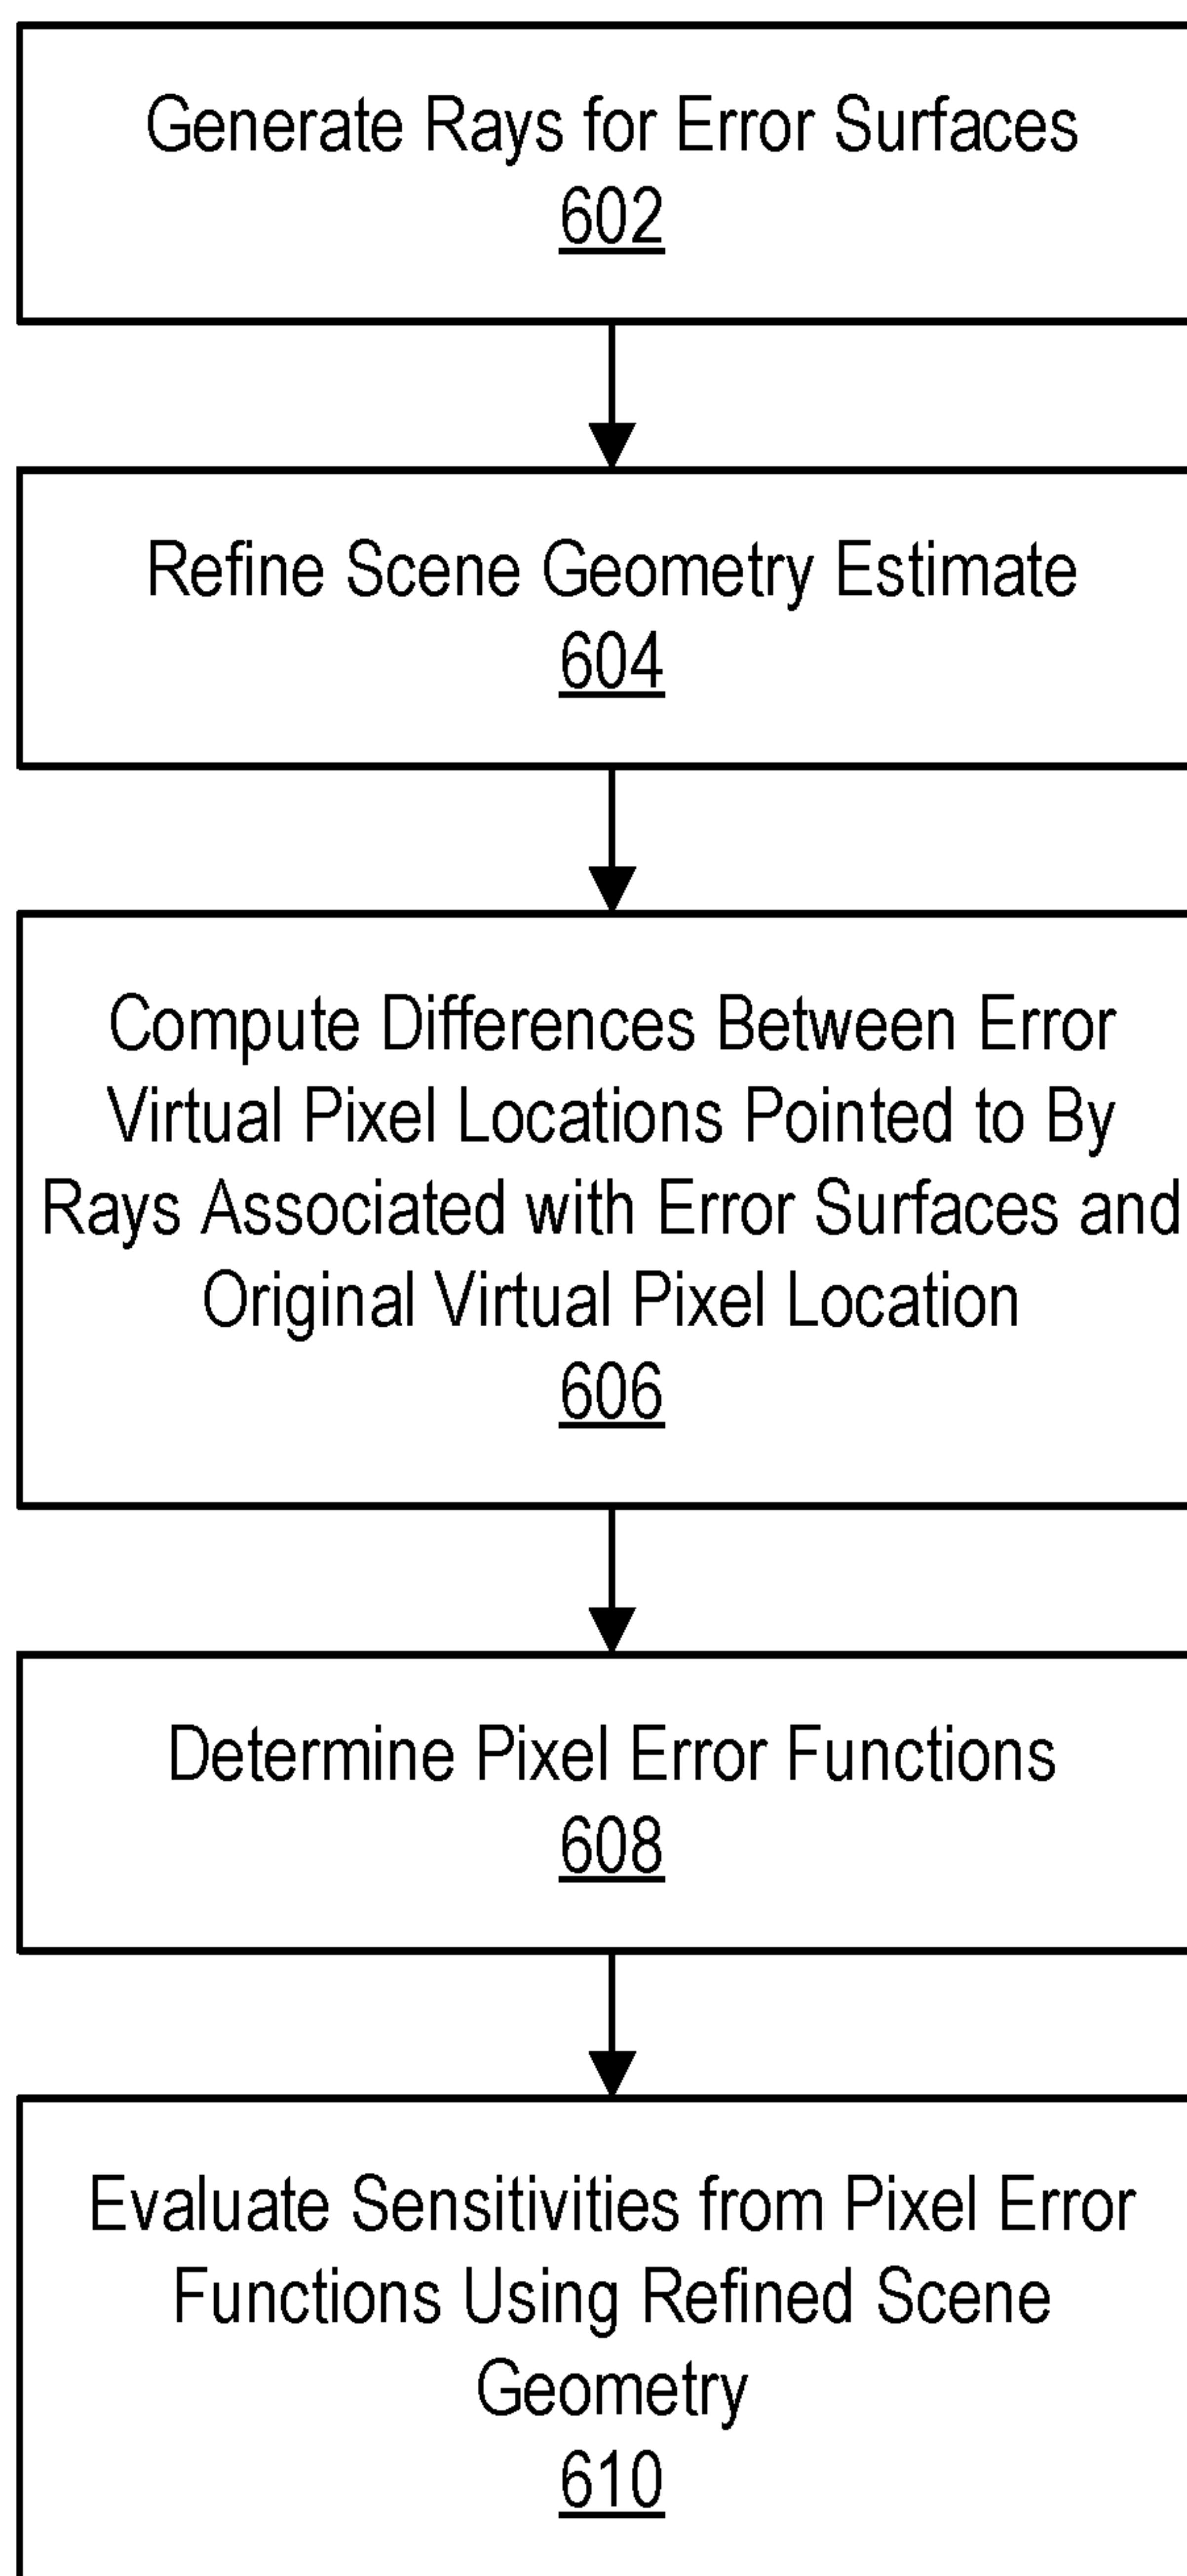 Generate Rays for Error Surfaces
602
Refine Scene Geometry Estimate
604
Compute Differences Between Error
Virtual Pixel Locations Pointed to By
Rays Associated with Error Surfaces and
Original Virtual Pixel Location
606
Determine Pixel Error Functions
608
Evaluate Sensitivities from Pixel Error
Functions Using Refined Scene
Geometry
610